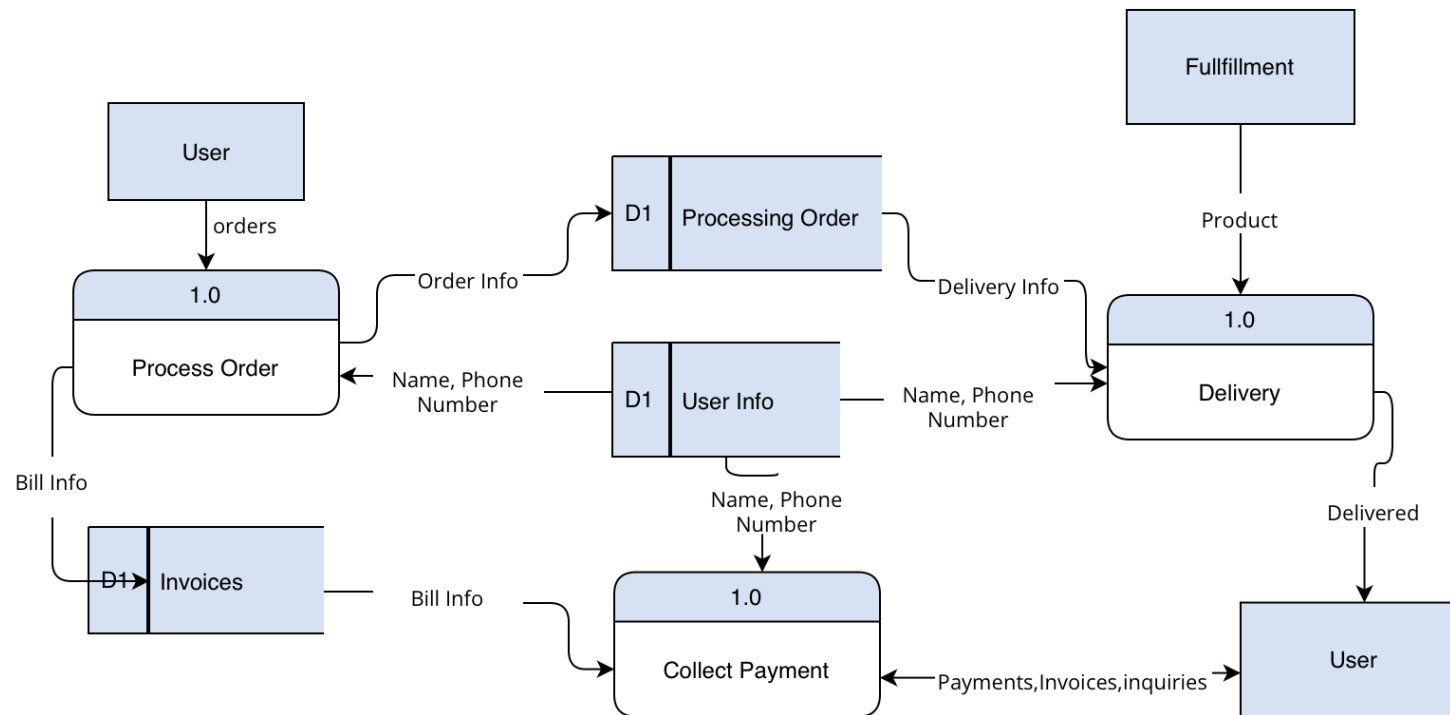 Fullfillment
User
D1
Processing Order
Product
orders
Order Info
Delivery Info
1.0
Process Order
1.0
Delivery
Name, Phone
Number
D1
User Info
Name, Phone
Number
Bill Info
Name, Phone
Number
Delivered
D1
Invoices
Bill Info
1.0
Collect Payment
Payments,Invoices,inquiries
User